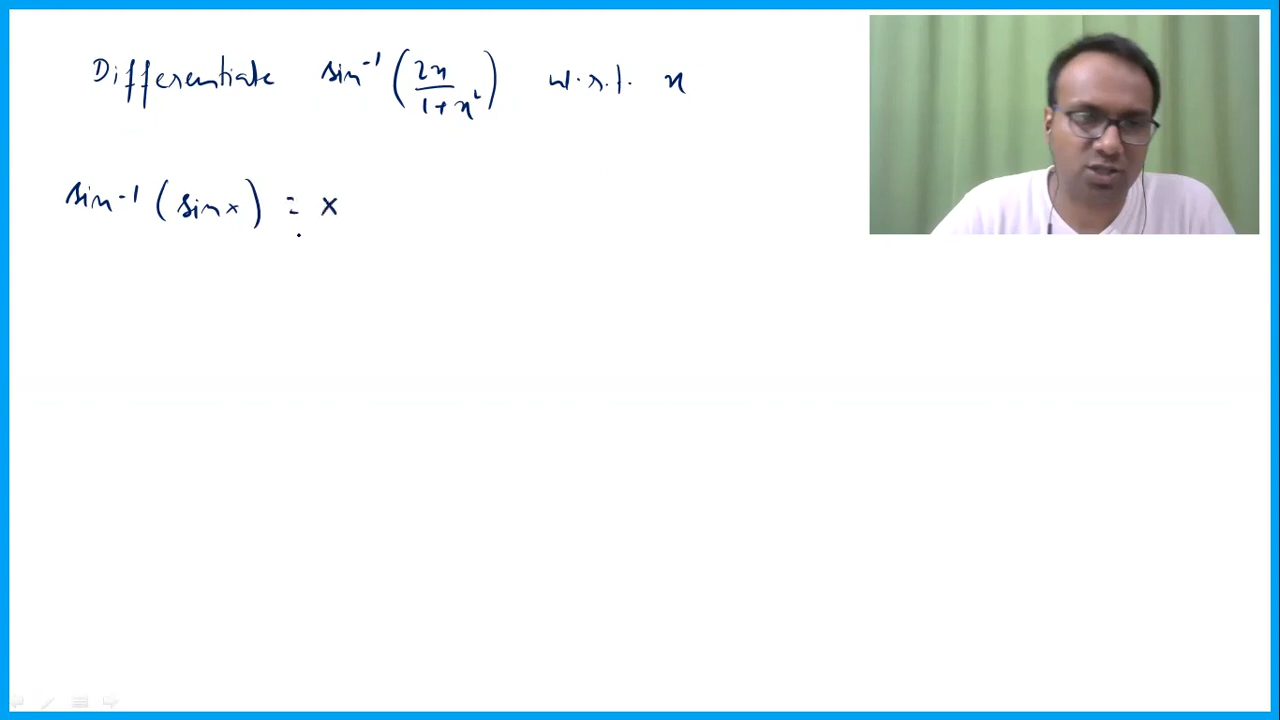 Differentiate sin⁻¹ (2x/1+x²) w.r.t. x
sin⁻¹ (sin x) = x